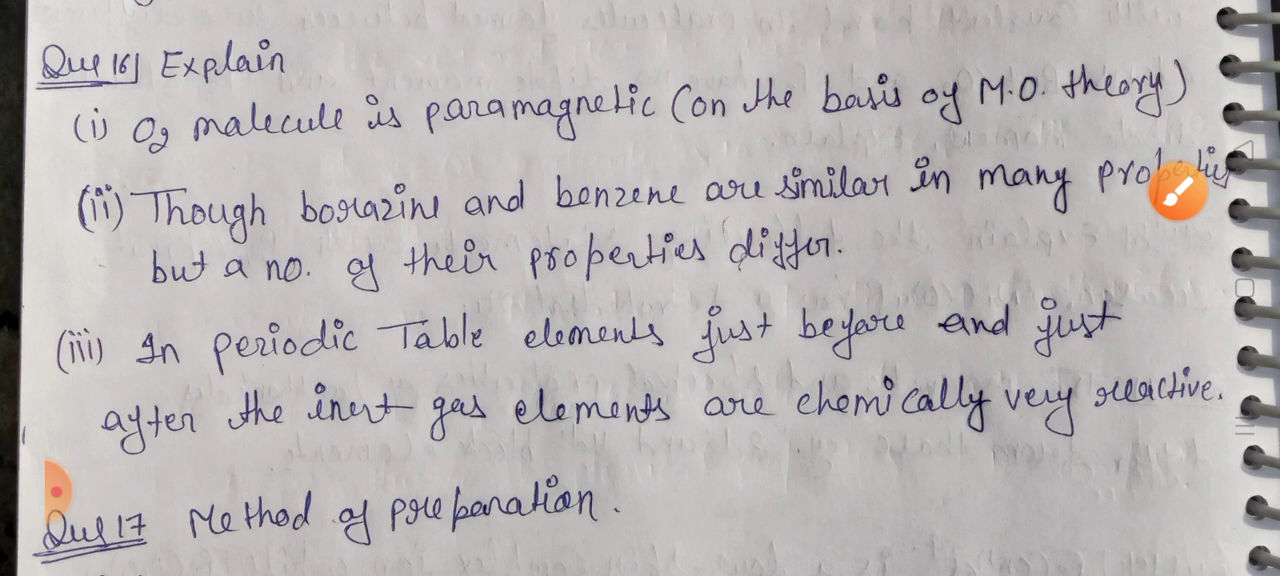 Que 16] Explain
(i) O2 malecule is paramagnetic (on the basis of M.O. theory)
(ii) Though borazine and benzene are similar in many properties
but a no. of their properties differ.
(iii) In periodic Table elements just before and just
after the inert gas elements are chemically very reactive.
Que 17 Method of preparation.